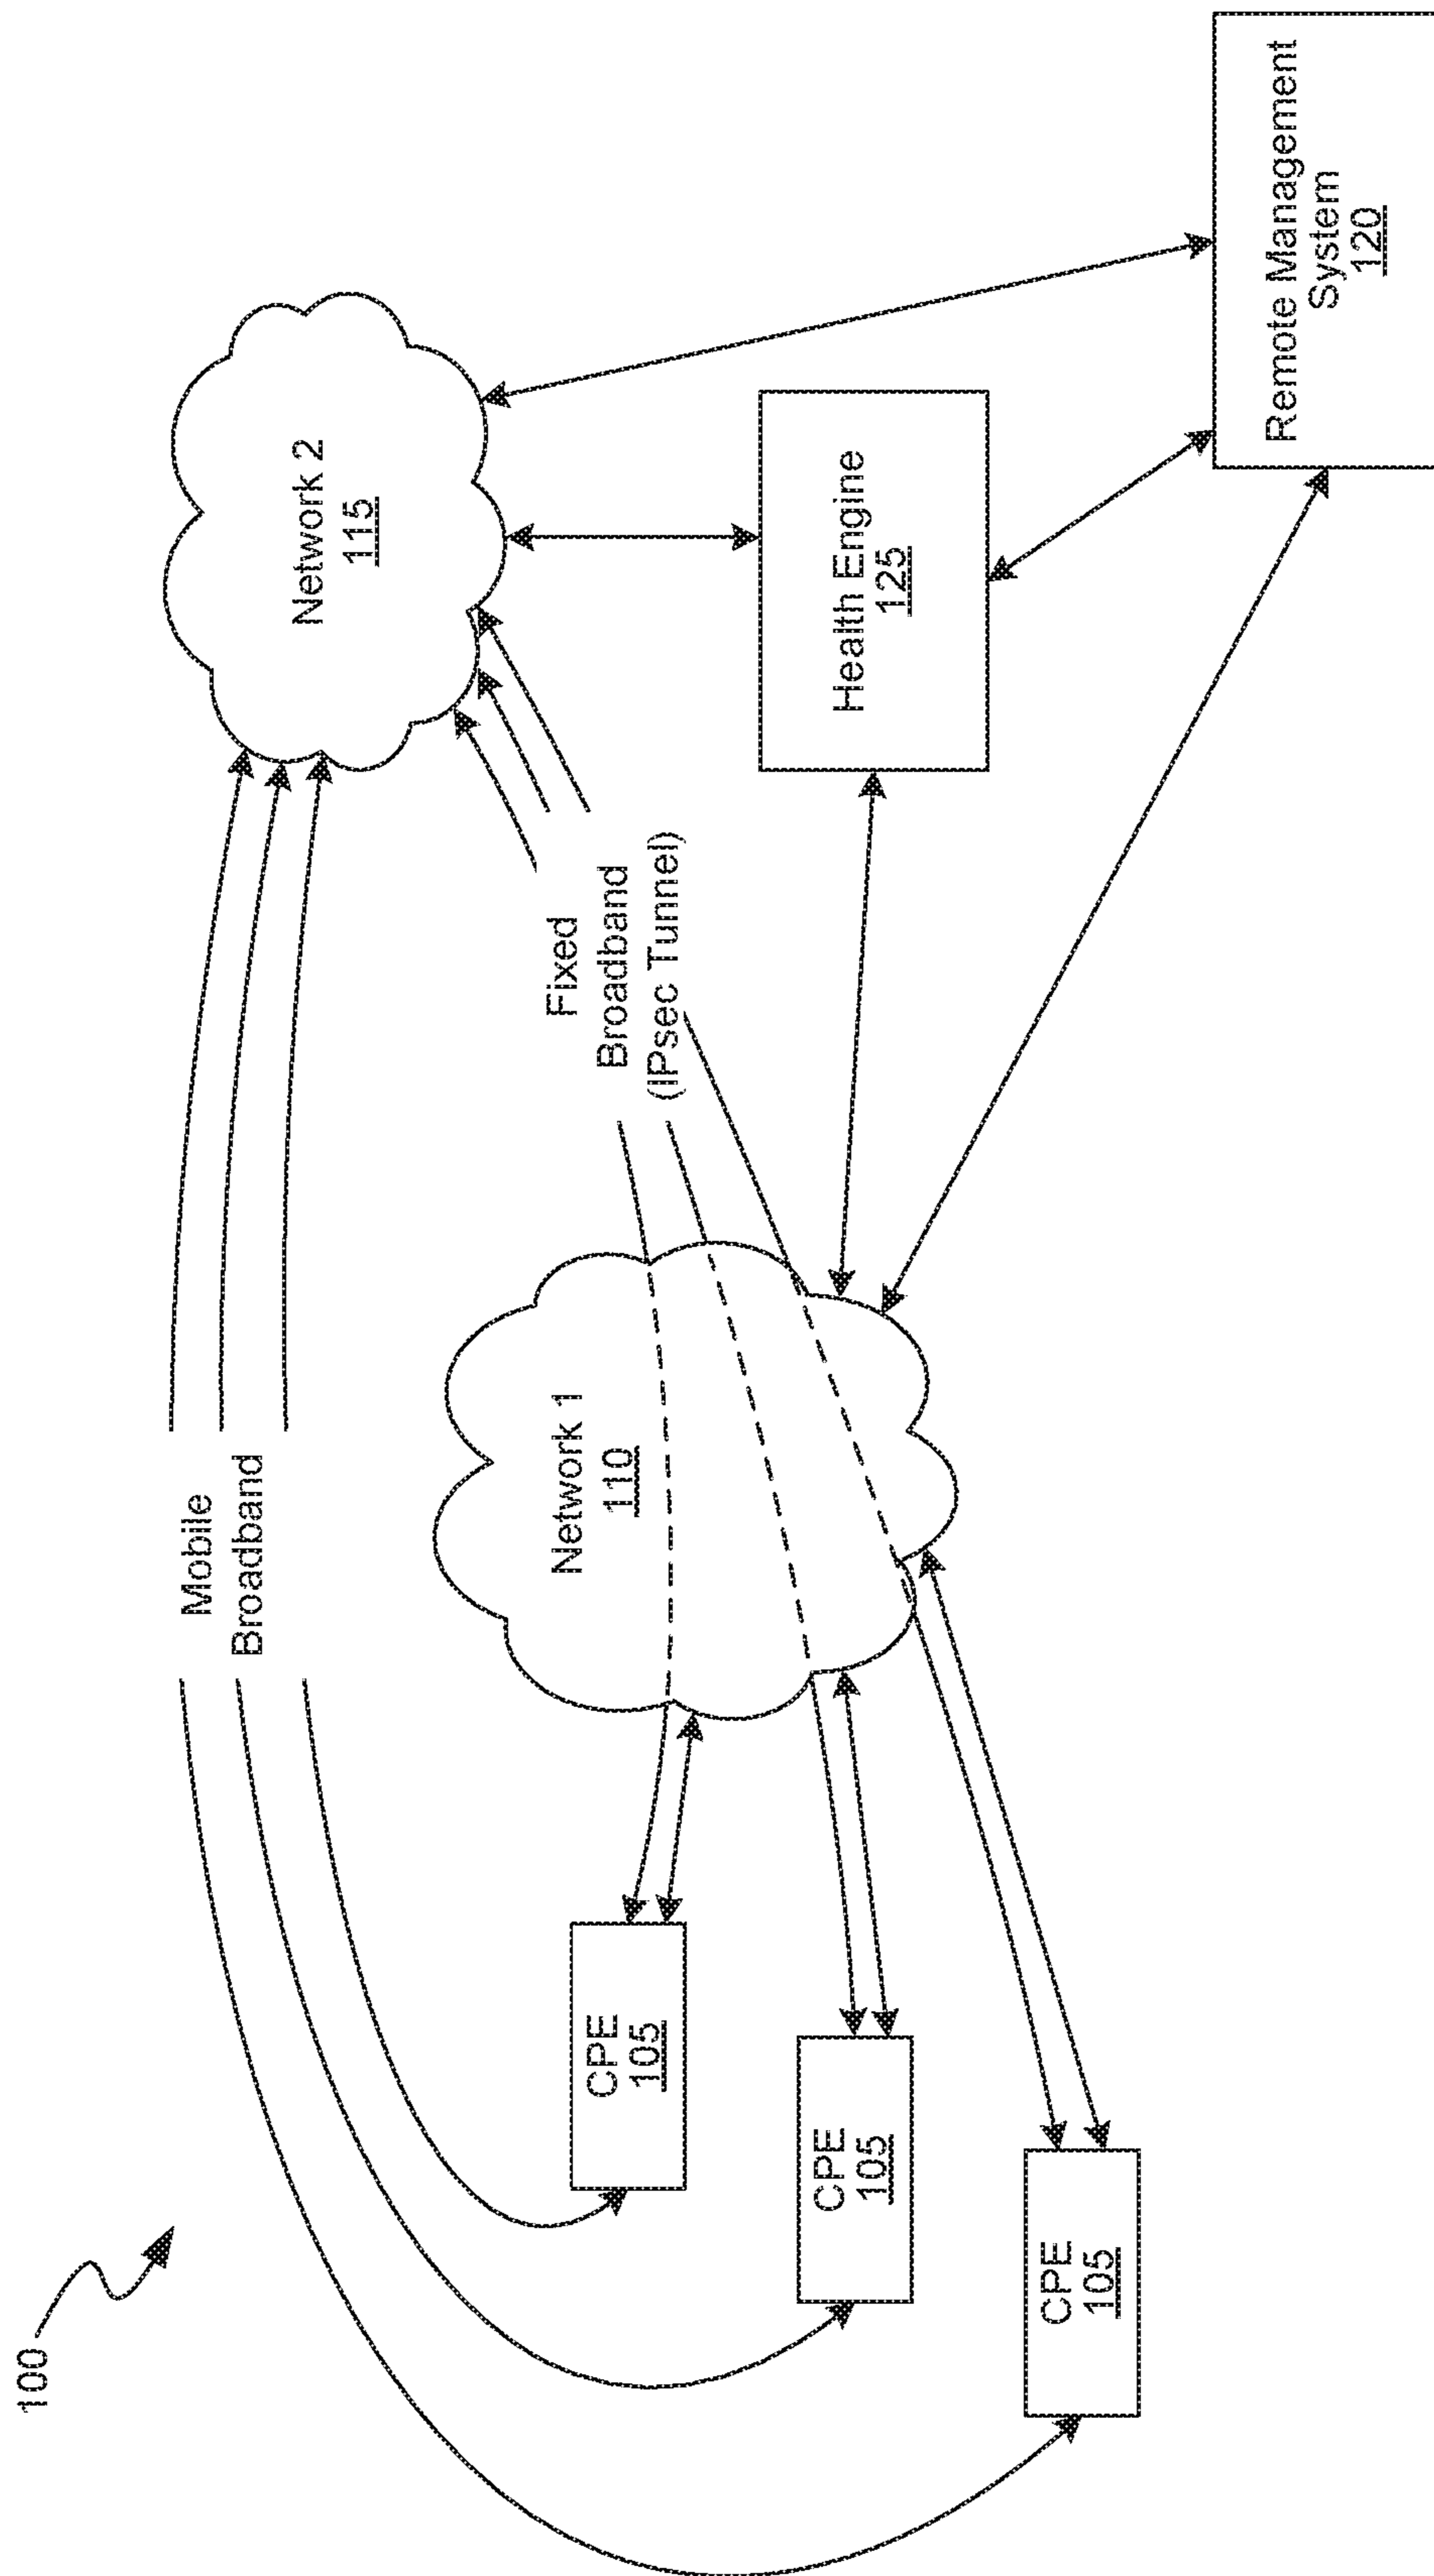 100
Mobile
Broadband
Network 2
115
Fixed
Broadband
(IPsec Tunnel)
Network 1
110
CPE
105
CPE
105
CPE
105
Health Engine
125
Remote Management
System
120